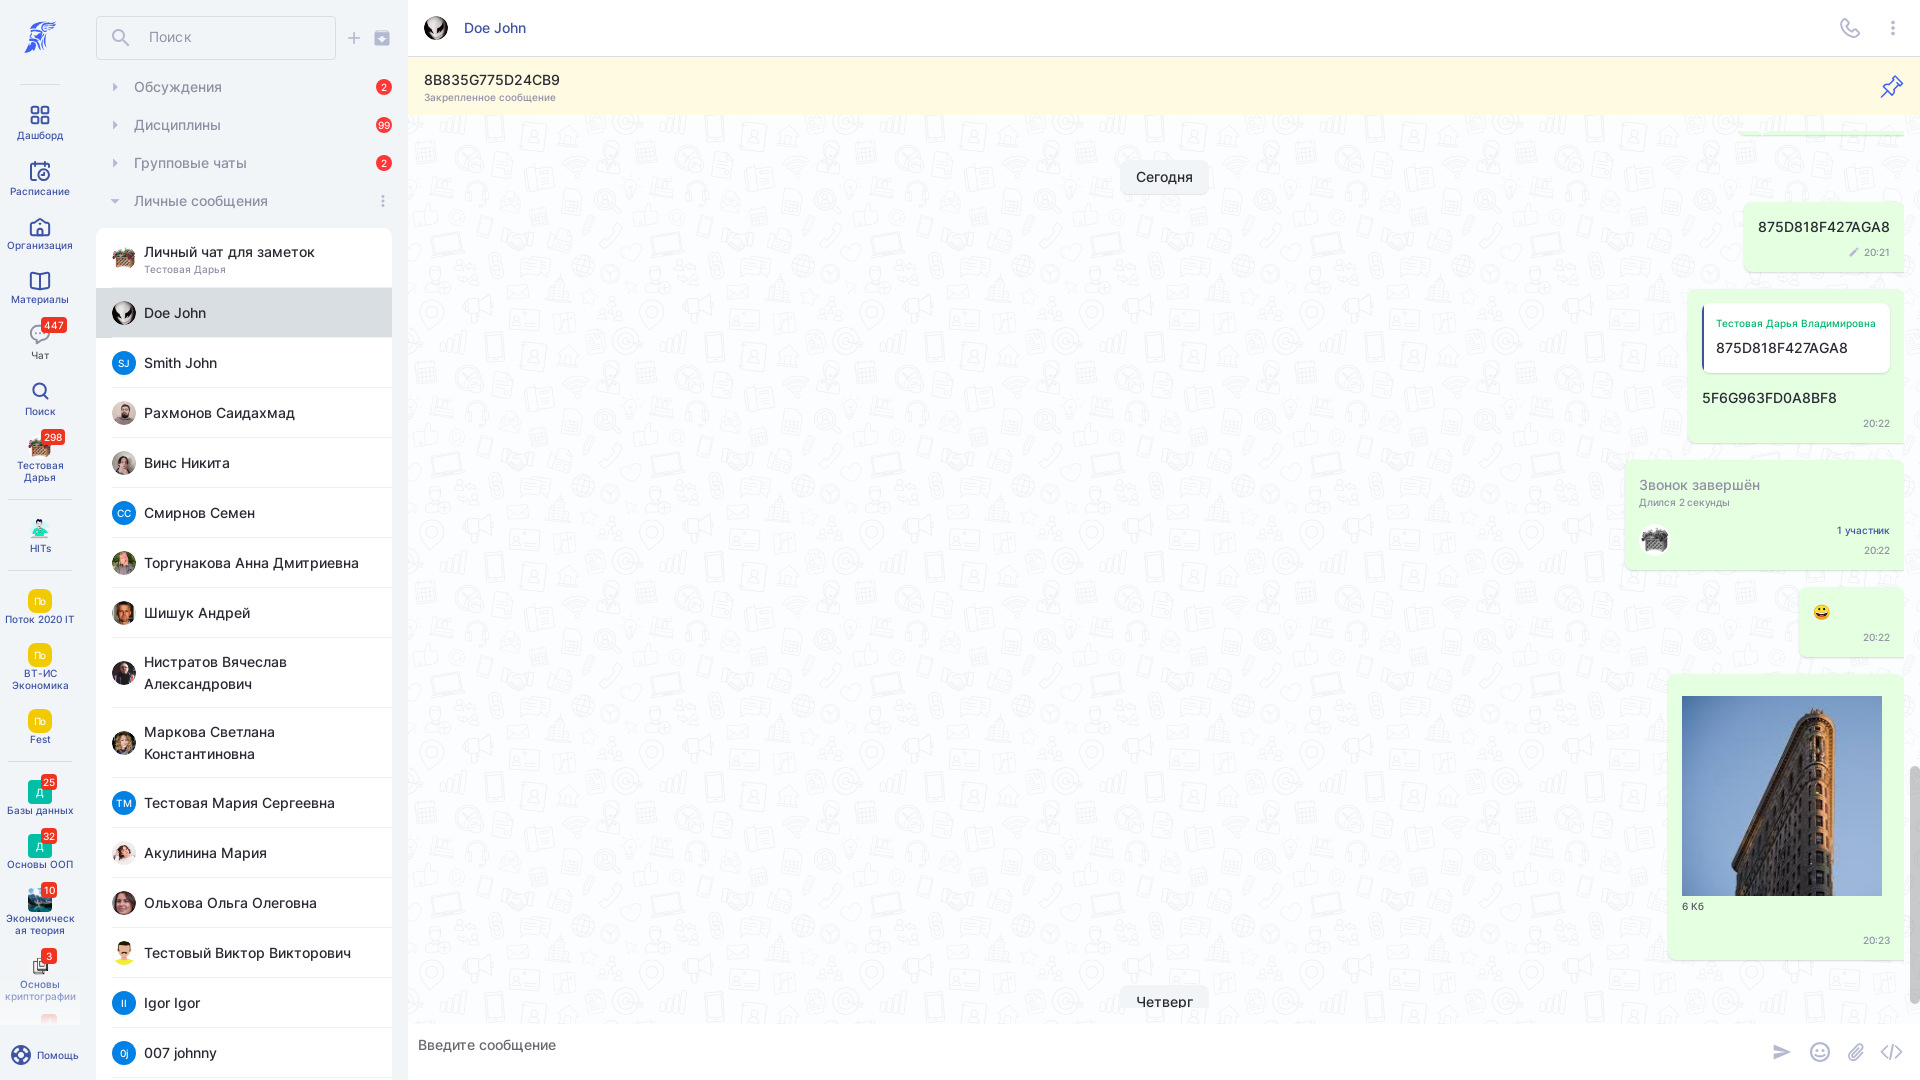 Дашборд
Расписание
Организация
Материалы
447
Чат
Поиск
298
Тестовая
Дарья
HITs
По
Поток 2020 IT
По
ВТ-ИС
Экономика
По
Fest
25
Д
Базы данных
32
Д
Основы ООП
10
Экономическ
ая теория
3
Основы
криптографии
Помощь
Поиск
Обсуждения
2
Дисциплины
99
Групповые чаты
2
Личные сообщения
Личный чат для заметок
Тестовая Дарья
Doe John
SJ
Smith John
Рахмонов Саидахмад
Винс Никита
СС
Смирнов Семен
Торгунакова Анна Дмитриевна
Шишук Андрей
Нистратов Вячеслав
Александрович
Маркова Светлана
Константиновна
ТМ
Тестовая Мария Сергеевна
Акулинина Мария
Ольхова Ольга Олеговна
Тестовый Виктор Викторович
II
Igor Igor
0j
007 johnny
Doe John
8B835G775D24CB9
Закрепленное сообщение
Сегодня
875D818F427AGA8
20:21
Тестовая Дарья Владимировна
875D818F427AGA8
5F6G963FD0A8BF8
20:22
Звонок завершён
Длился 2 секунды
1 участник
20:22
20:22
6 Кб
20:23
Четверг
Введите сообщение